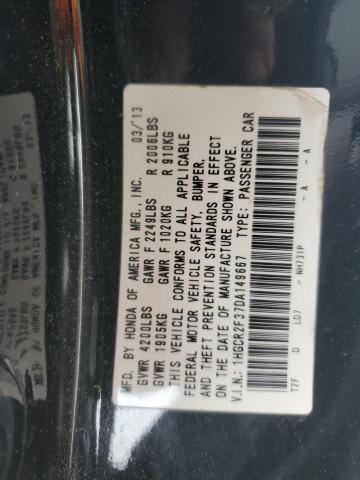 MFD. BY HONDA OF AMERICA MFG., INC. 03/13
GVWR 4200LBS GAWR F 2249LBS R 2006LBS
GVWR 1905KG GAWR F 1020KG R 910KG
THIS VEHICLE CONFORMS TO ALL APPLICABLE
FEDERAL MOTOR VEHICLE SAFETY, BUMPER,
AND THEFT PREVENTION STANDARDS IN EFFECT
ON THE DATE OF MANUFACTURE SHOWN ABOVE.
V.I.N.: 1HGCR2F37DA149667 TYPE: PASSENGER CAR
T2F D LD7 - NH731P - A - A